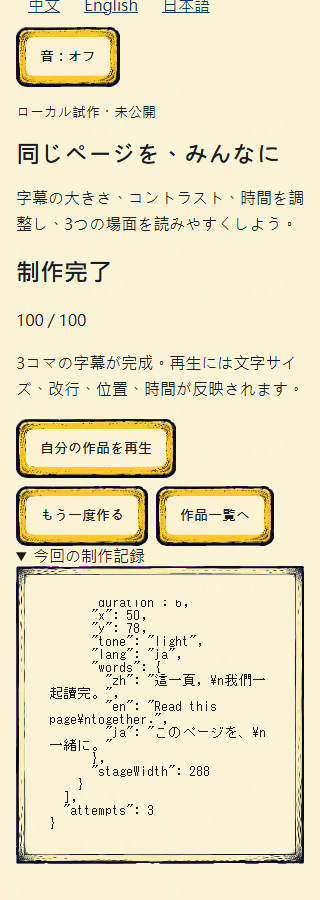 中文 English 日本語
音：オフ
ローカル試作・未公開
同じページを、みんなに
字幕の大きさ、コントラスト、時間を調
整し、3つの場面を読みやすくしよう。
制作完了
100 / 100
3コマの字幕が完成。再生には文字サイ
ズ、改行、位置、時間が反映されます。
自分の作品を再生
もう一度作る 作品一覧へ
▼ 今回の制作記録
"duration": 6,
"x": 50,
"y": 78,
"tone": "light",
"lang": "ja",
"words": {
"zh": "這一頁，¥n我們一
起讀完。",
"en": "Read this
page¥ntogether.",
"ja": "このページを、¥n
一緒に。"
},
"stageWidth": 288
}
],
"attempts": 3
}